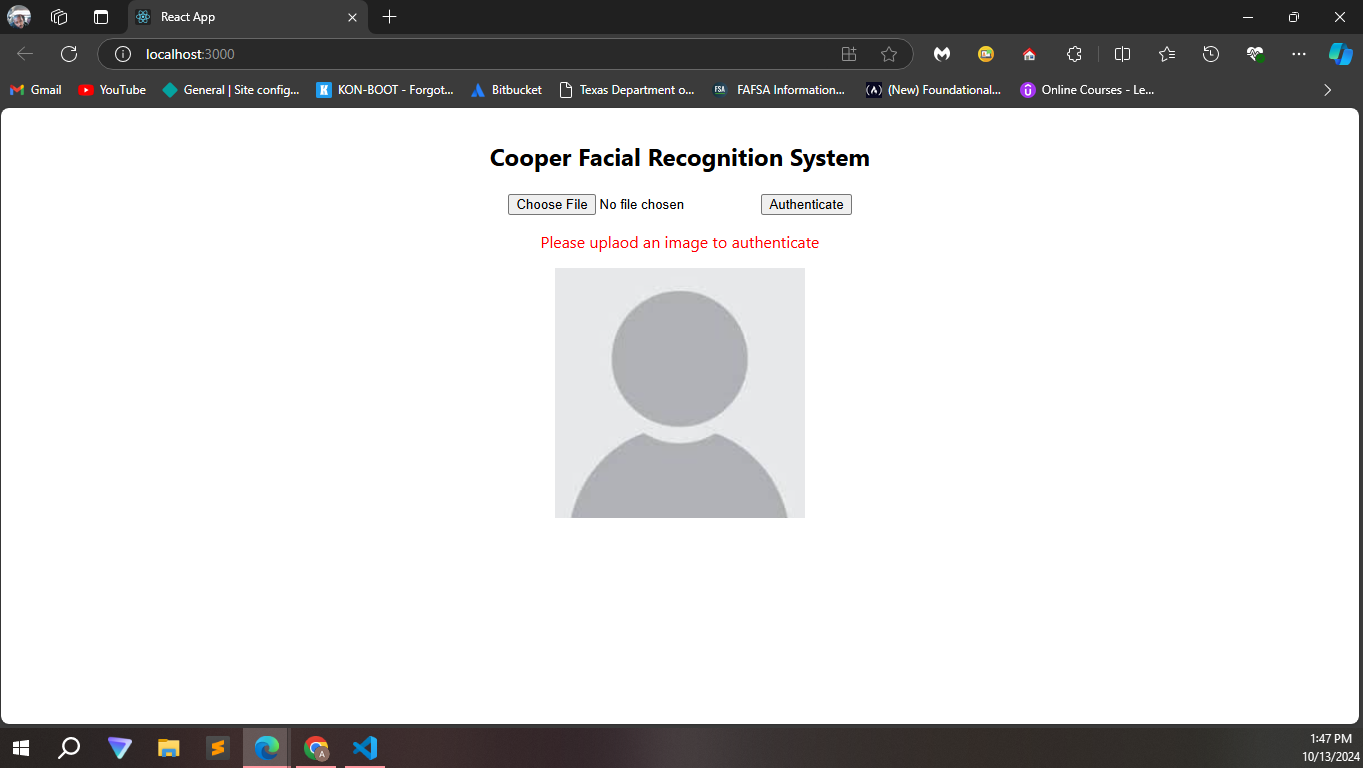 React App
localhost:3000
Gmail
YouTube
General | Site config...
KON-BOOT - Forgot...
Bitbucket
Texas Department o...
FSA
FAFSA Information...
(New) Foundational...
Online Courses - Le...
Cooper Facial Recognition System
Choose File No file chosen
Authenticate
Please uplaod an image to authenticate
1:47 PM
10/13/2024